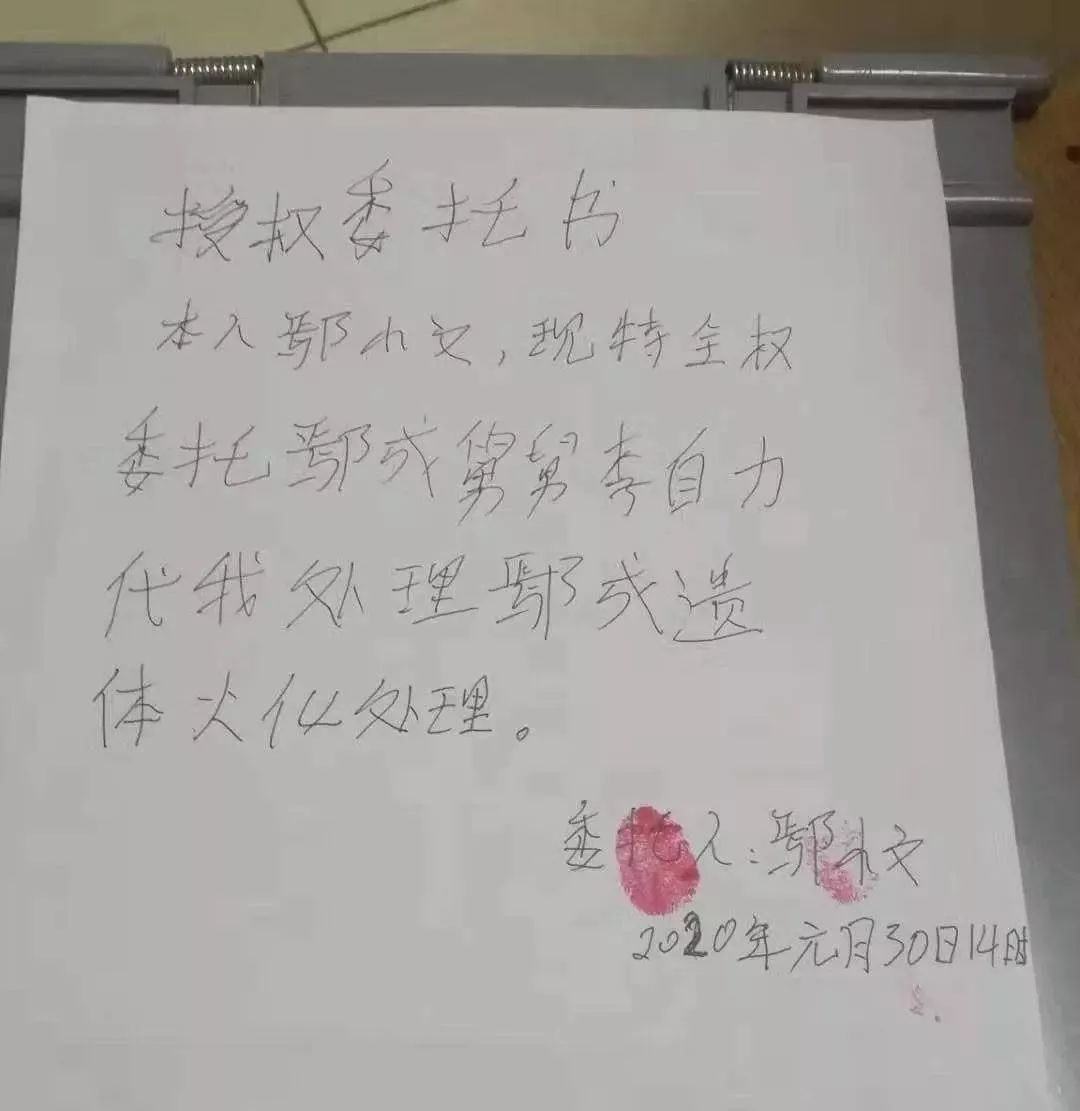 授权委托书
本人鄢小文，现特全权
委托鄢成舅舅李自力
代我处理鄢成遗
体火化处理。
委托人：鄢小文
2020年元月30日14时